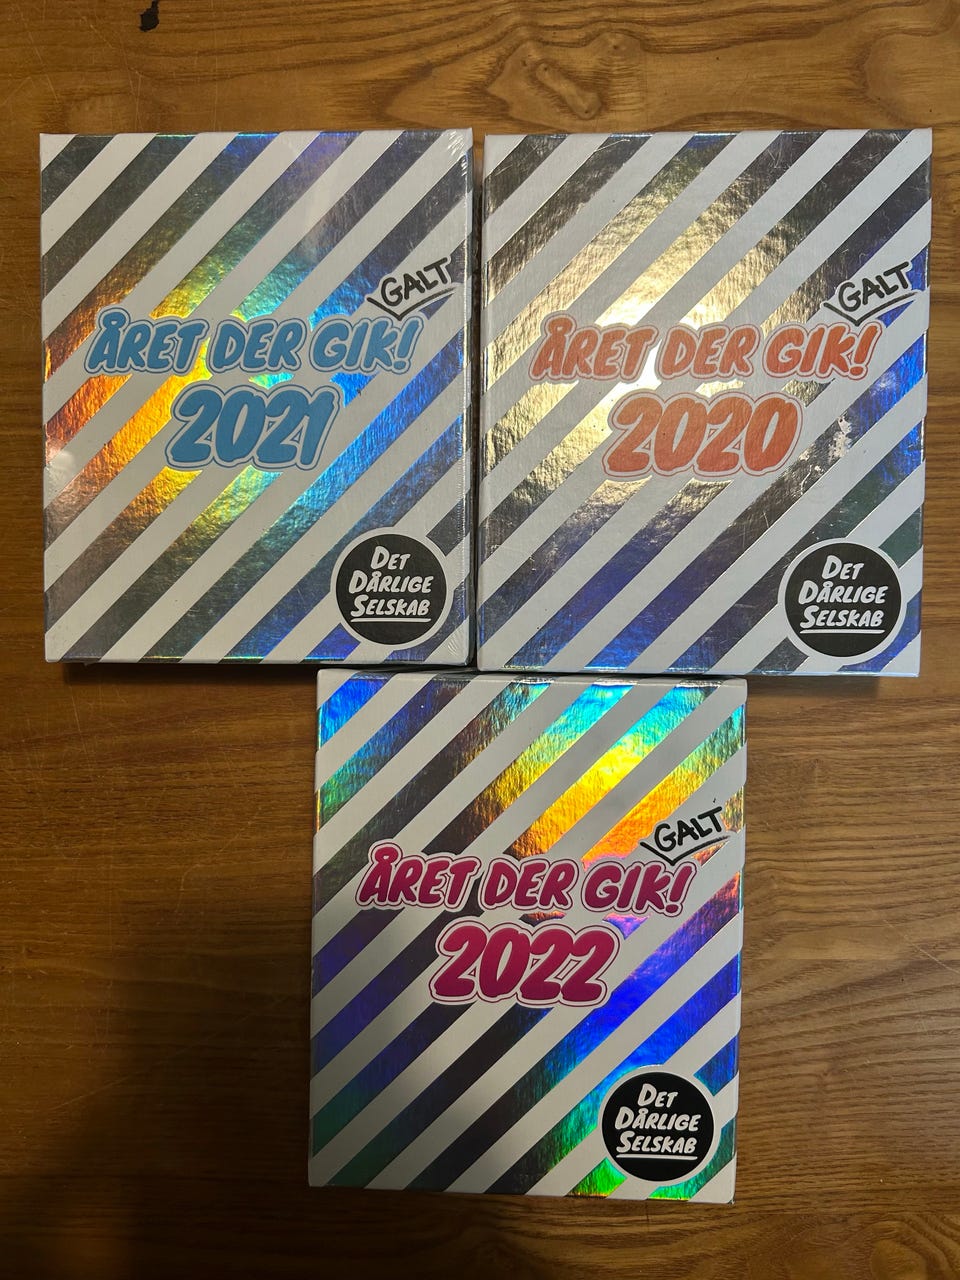 GALT
ÅRET DER GIK!
2021
DET
DÅRLIGE
SELSKAB
GALT
ÅRET DER GIK!
2020
DET
DÅRLIGE
SELSKAB
GALT
ÅRET DER GIK!
2022
DET
DÅRLIGE
SELSKAB